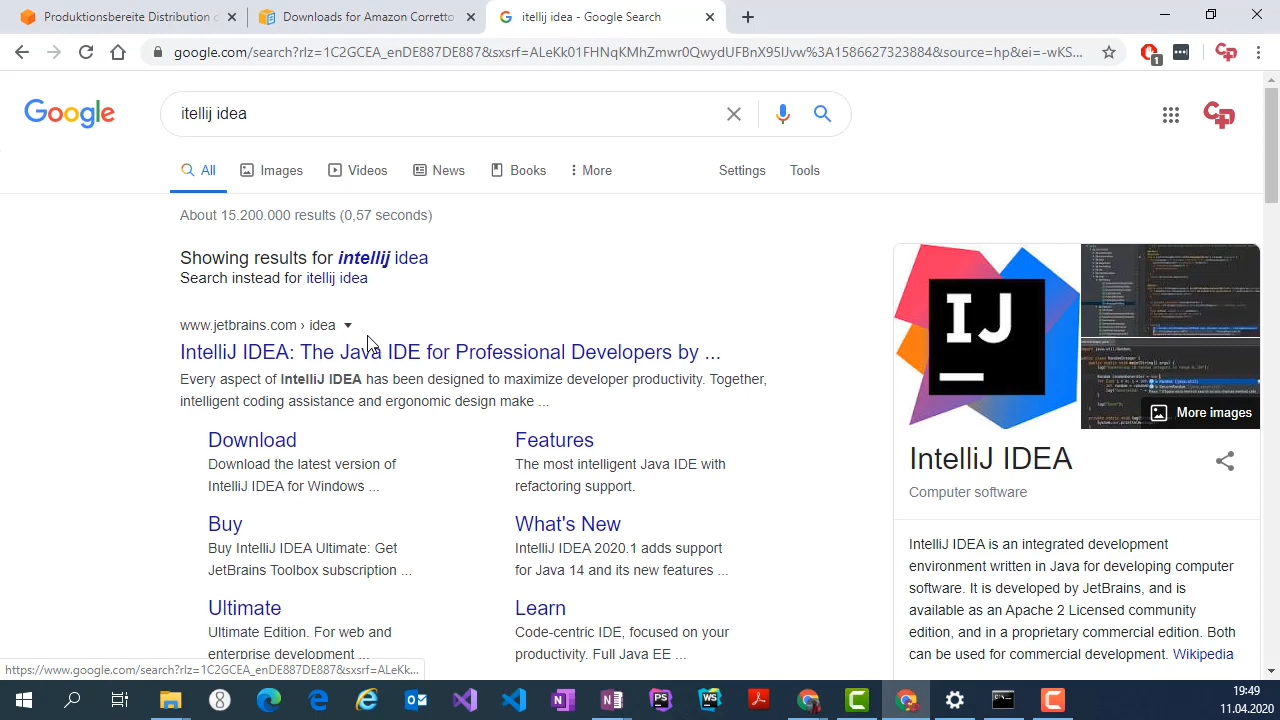 Produktionsbereite Distribution
Downloads for Amazon Corretto
itellij idea - Google Search
google.com/search?rlz=1C2GCEA_enDE887DE887&sxsrf=ALeKk01FHNqKMhZmwr0QwydUFBnX95lJvw%3A1586627323884&source=hp&ei=-wKS...
1
Google
itellij idea
All
Images
Videos
News
Books
More
Settings
Tools
About 15.200.000 results (0,57 seconds)
Showing results for intellij idea
Search instead for itellij idea
www.jetbrains.com › idea
IntelliJ IDEA: The Java IDE for Professional Developers by ...
Every aspect of IntelliJ IDEA has been designed to maximize developer productivity. Together,
intelligent coding assistance and ergonomic design make ...
Download
Download the latest version of
IntelliJ IDEA for Windows ...
Features
The most intelligent Java IDE with
refactoring support.
Buy
Buy IntelliJ IDEA Ultimate: Get
JetBrains Toolbox subscription ...
What's New
IntelliJ IDEA 2020.1 adds support
for Java 14 and its new features ...
Ultimate
Ultimate Edition. For web and
enterprise development ...
Learn
Code-centric IDE, focused on your
productivity. Full Java EE ...
IJ
More images
IntelliJ IDEA
Computer software
IntelliJ IDEA is an integrated development
environment written in Java for developing computer
software. It is developed by JetBrains, and is
available as an Apache 2 Licensed community
edition, and in a proprietary commercial edition. Both
can be used for commercial development. Wikipedia
https://www.google.com/search?rlz=1C2GCEA_enDE887DE887&sxsrf=ALeKk...
PS
WS
19:49
11.04.2020